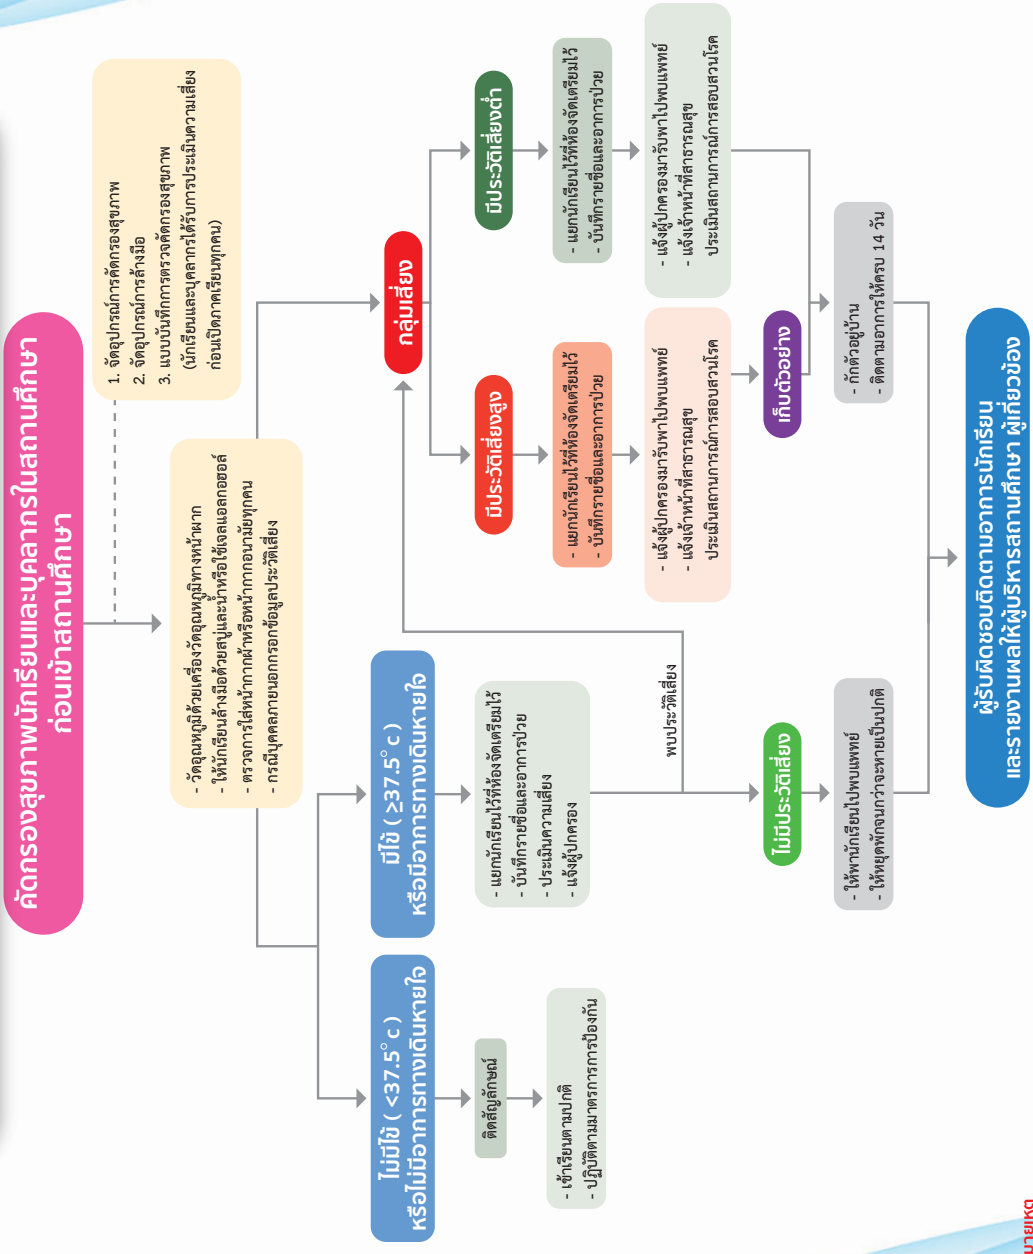 คัดกรองสุขภาพนักเรียนและบุคลากรในสถานศึกษา
ก่อนเข้าสถานศึกษา
1. จัดอุปกรณ์การคัดกรองสุขภาพ
2. จัดอุปกรณ์การล้างมือ
3. แบบบันทึกการตรวจคัดกรองสุขภาพ
(นักเรียนและบุคลากรได้รับการประเมินความเสี่ยง
ก่อนเปิดภาคเรียนทุกคน)
- วัดอุณหภูมิด้วยเครื่องวัดอุณหภูมิทางหน้าผาก
- ให้นักเรียนล้างมือด้วยสบู่และน้ำหรือใช้เจลแอลกอฮอล์
- ตรวจการใส่หน้ากากผ้าหรือหน้ากากอนามัยทุกคน
- กรณีบุคคลภายนอกกรอกข้อมูลประวัติเสี่ยง
ไม่มีไข้ ( <37.5° c )
หรือไม่มีอาการทางเดินหายใจ
ติดสัญลักษณ์
- เข้าเรียนตามปกติ
- ปฏิบัติตามมาตรการการป้องกัน
มีไข้ ( ≥37.5° c )
หรือมีอาการทางเดินหายใจ
- แยกนักเรียนไว้ที่ห้องจัดเตรียมไว้
- บันทึกรายชื่อและอาการป่วย
- ประเมินความเสี่ยง
- แจ้งผู้ปกครอง
พบประวัติเสี่ยง
ไม่มีประวัติเสี่ยง
- ให้พานักเรียนไปพบแพทย์
- ให้หยุดพักจนกว่าจะหายเป็นปกติ
กลุ่มเสี่ยง
มีประวัติเสี่ยงสูง
- แยกนักเรียนไว้ที่ห้องจัดเตรียมไว้
- บันทึกรายชื่อและอาการป่วย
- แจ้งผู้ปกครองมารับพาไปพบแพทย์
- แจ้งเจ้าหน้าที่สาธารณสุข
ประเมินสถานการณ์การสอบสวนโรค
เก็บตัวอย่าง
มีประวัติเสี่ยงต่ำ
- แยกนักเรียนไว้ที่ห้องจัดเตรียมไว้
- บันทึกรายชื่อและอาการป่วย
- แจ้งผู้ปกครองมารับพาไปพบแพทย์
- แจ้งเจ้าหน้าที่สาธารณสุข
ประเมินสถานการณ์การสอบสวนโรค
- กักตัวอยู่บ้าน
- ติดตามอาการให้ครบ 14 วัน
ผู้รับผิดชอบติดตามอาการนักเรียน
และรายงานผลให้ผู้บริหารสถานศึกษา ผู้เกี่ยวข้อง